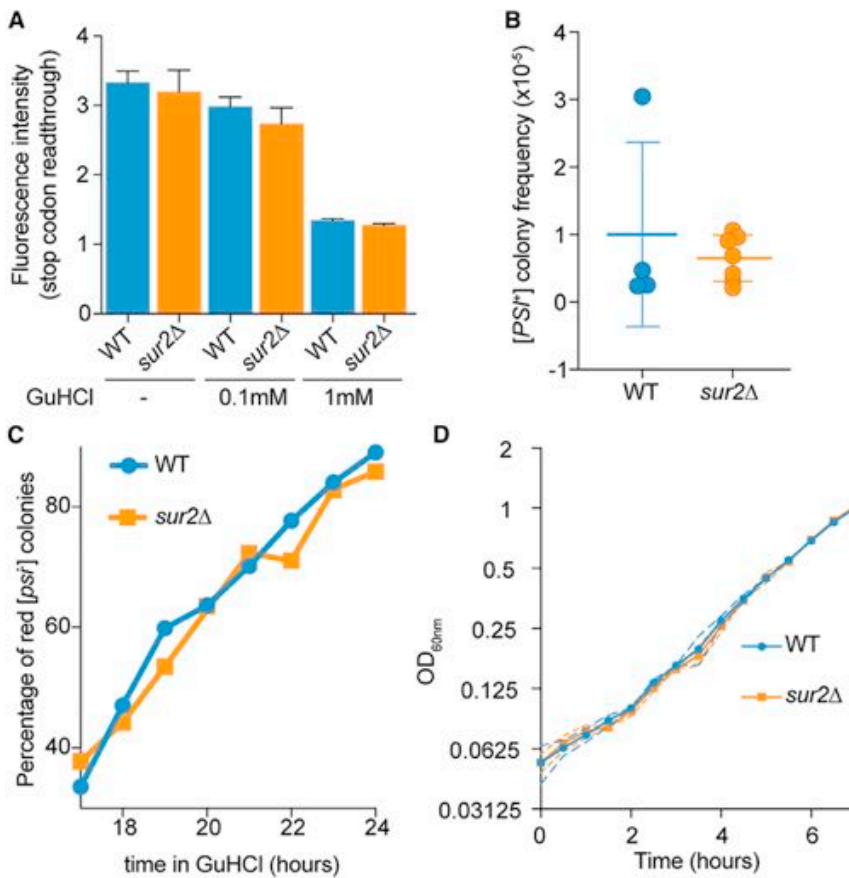 A
Fluorescence intensity
(stop codon readthrough)
4
3
2
1
0
WT
sur2Δ
WT
sur2Δ
WT
sur2Δ
GuHCl
-
0.1mM
1mM
B
[PSI⁺] colony frequency (x10⁻⁵)
4
3
2
1
0
-1
WT
sur2Δ
C
Percentage of red [psi⁻] colonies
80
60
40
WT
sur2Δ
18
20
22
24
time in GuHCl (hours)
D
OD60nm
2
1
0.5
0.25
0.125
0.0625
0.03125
WT
sur2Δ
0
2
4
6
Time (hours)